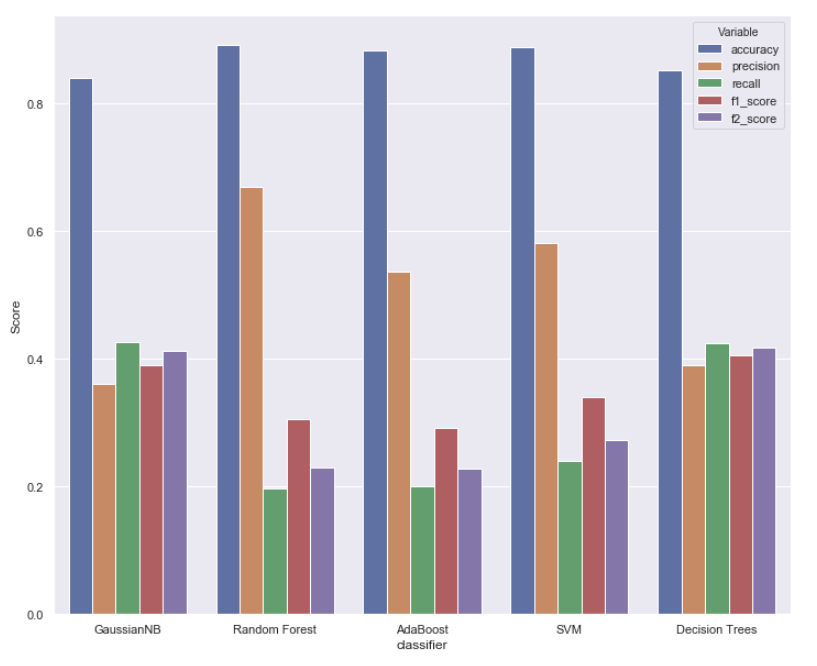 Variable
accuracy
precision
recall
f1_score
f2_score
Score
0.8
0.6
0.4
0.2
0.0
GaussianNB
Random Forest
AdaBoost
SVM
Decision Trees
classifier